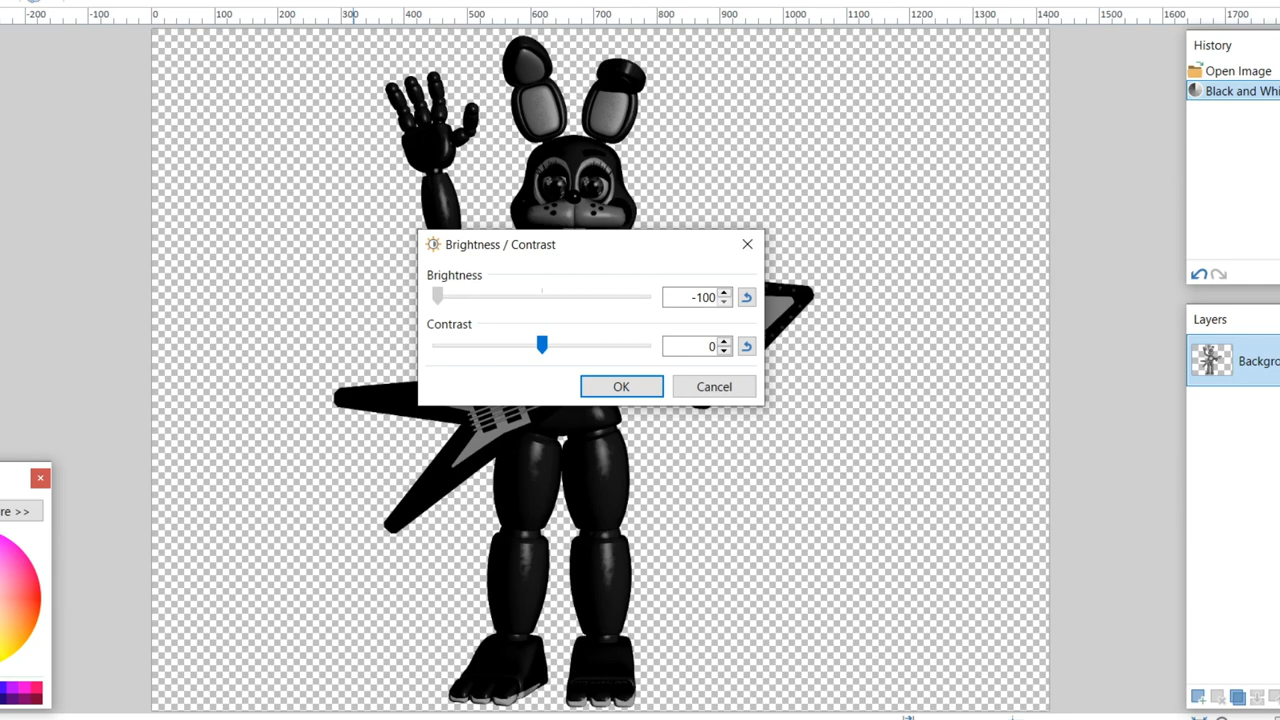 -200 -100 0 100 200 300 400 500 600 700 800 900 1000 1100 1200 1300 1400 1500 1600 1700
History
Open Image
Black and Whi
Brightness / Contrast
Brightness
-100
Contrast
0
OK
Cancel
Layers
Backgro
re >>